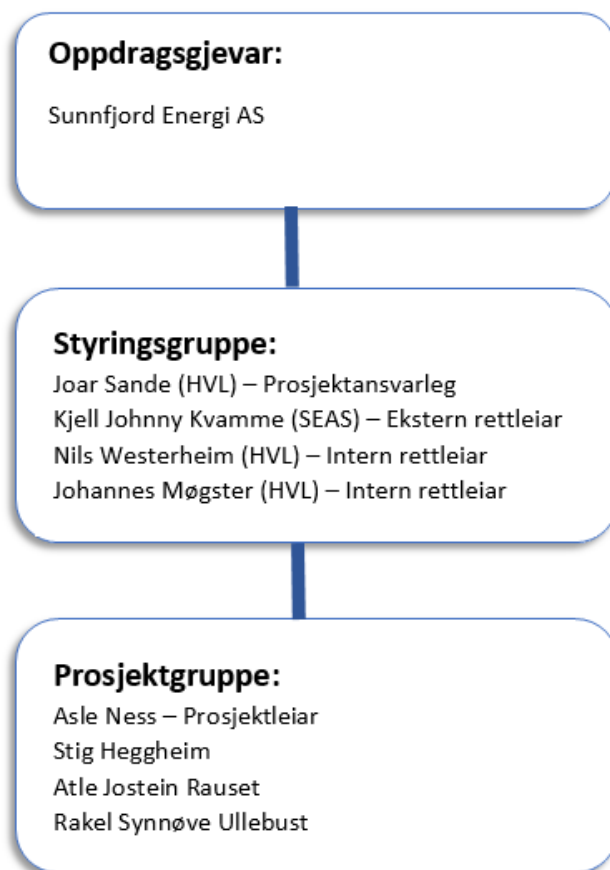 Oppdragsgjevar:
Sunnfjord Energi AS
Styringsgruppe:
Joar Sande (HVL) – Prosjektansvarleg
Kjell Johnny Kvamme (SEAS) – Ekstern rettleiar
Nils Westerheim (HVL) – Intern rettleiar
Johannes Møgster (HVL) – Intern rettleiar
Prosjektgruppe:
Asle Ness – Prosjektleiar
Stig Heggheim
Atle Jostein Rauset
Rakel Synnøve Ullebust